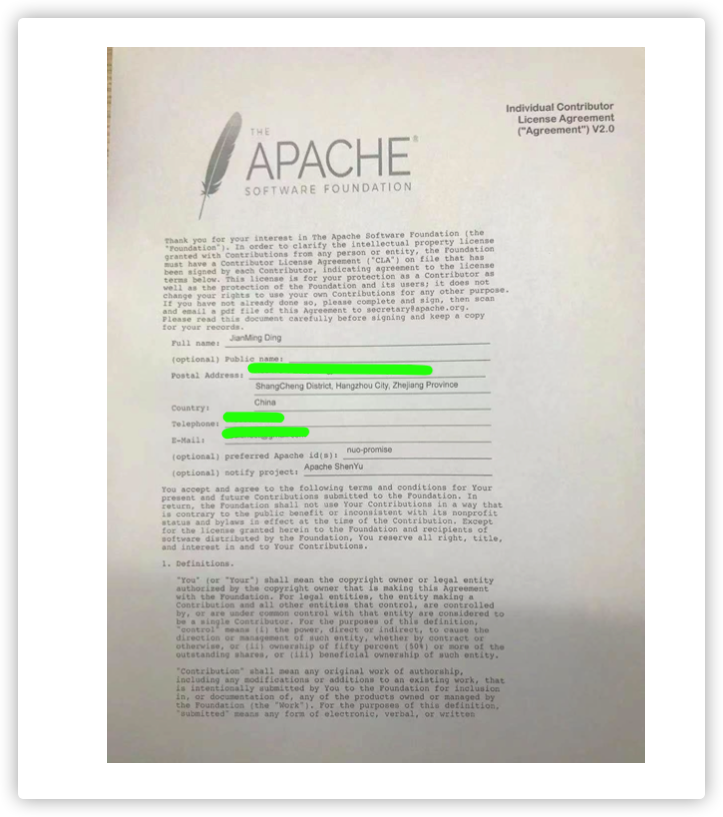 Individual Contributor
License Agreement
("Agreement") V2.0
THE
APACHE®
SOFTWARE FOUNDATION
Thank you for your interest in The Apache Software Foundation (the
"Foundation"). In order to clarify the intellectual property license
granted with Contributions from any person or entity, the Foundation
must have a Contributor License Agreement ("CLA") on file that has
been signed by each Contributor, indicating agreement to the license
terms below. This license is for your protection as a Contributor as
well as the protection of the Foundation and its users; it does not
change your rights to use your own Contributions for any other purpose.
If you have not already done so, please complete and sign, then scan
and email a pdf file of this Agreement to secretary@apache.org.
Please read this document carefully before signing and keep a copy
for your records.
Full name: JianMing Ding
(optional) Public name:
Postal Address:
ShangCheng District, Hangzhou City, Zhejiang Province
Country: China
Telephone:
E-Mail:
(optional) preferred Apache id(s): nuo-promise
(optional) notify project: Apache ShenYu
You accept and agree to the following terms and conditions for Your
present and future Contributions submitted to the Foundation. In
return, the Foundation shall not use Your Contributions in a way that
is contrary to the public benefit or inconsistent with its nonprofit
status and bylaws in effect at the time of the Contribution. Except
for the license granted herein to the Foundation and recipients of
software distributed by the Foundation, You reserve all right, title,
and interest in and to Your Contributions.
1. Definitions.
"You" (or "Your") shall mean the copyright owner or legal entity
authorized by the copyright owner that is making this Agreement
with the Foundation. For legal entities, the entity making a
Contribution and all other entities that control, are controlled
by, or are under common control with that entity are considered to
be a single Contributor. For the purposes of this definition,
"control" means (i) the power, direct or indirect, to cause the
direction or management of such entity, whether by contract or
otherwise, or (ii) ownership of fifty percent (50%) or more of the
outstanding shares, or (iii) beneficial ownership of such entity.
"Contribution" shall mean any original work of authorship,
including any modifications or additions to an existing work, that
is intentionally submitted by You to the Foundation for inclusion
in, or documentation of, any of the products owned or managed by
the Foundation (the "Work"). For the purposes of this definition,
"submitted" means any form of electronic, verbal, or written